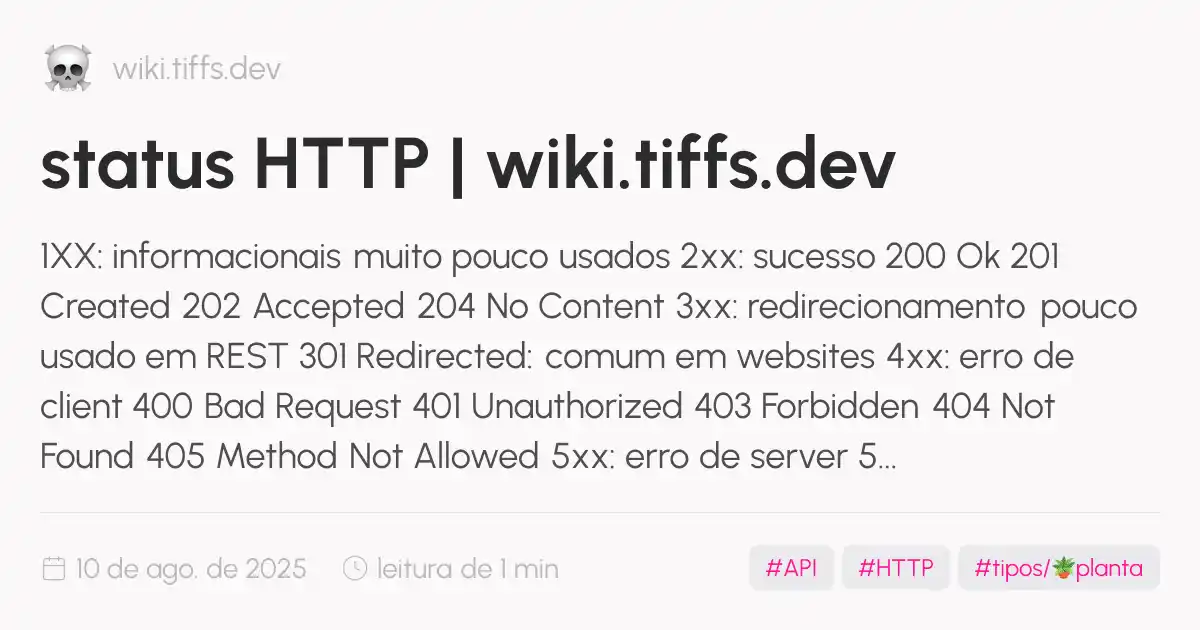 wiki.tiffs.dev
status HTTP | wiki.tiffs.dev
1XX: informacionais muito pouco usados 2xx: sucesso 200 Ok 201
Created 202 Accepted 204 No Content 3xx: redirecionamento pouco
usado em REST 301 Redirected: comum em websites 4xx: erro de
client 400 Bad Request 401 Unauthorized 403 Forbidden 404 Not
Found 405 Method Not Allowed 5xx: erro de server 5...
10 de ago. de 2025 leitura de 1 min #API #HTTP #tipos/🪴planta